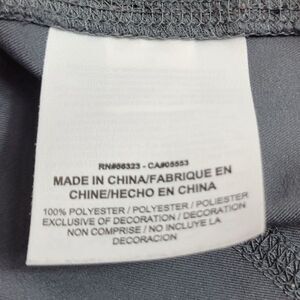 RN#56323 - CA#05553
MADE IN CHINA/FABRIQUE EN
CHINE/HECHO EN CHINA
100% POLYESTER / POLYESTER / POLIESTER
EXCLUSIVE OF DECORATION / DECORATION
NON COMPRISE / NO INCLUYE LA
DECORACION